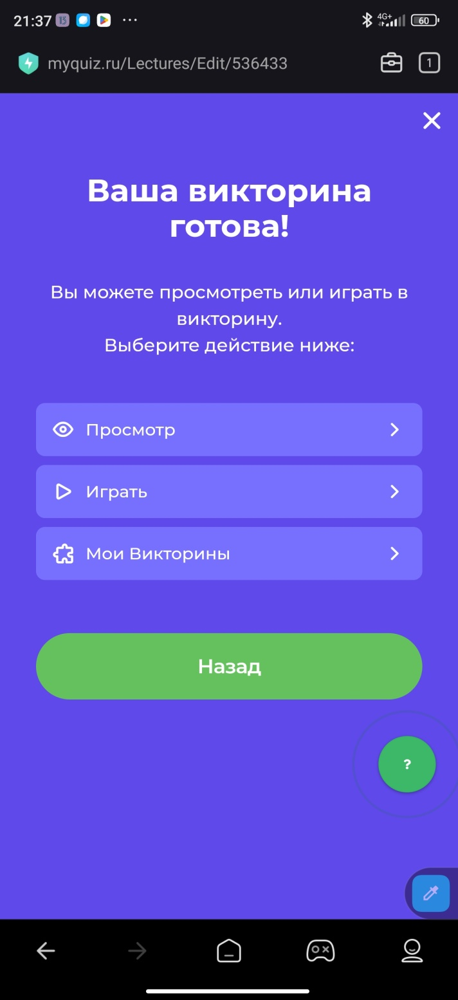 21:37
4G+
60
myquiz.ru/Lectures/Edit/536433
1
Ваша викторина
готова!
Вы можете просмотреть или играть в
викторину.
Выберите действие ниже:
Просмотр
Играть
Мои Викторины
Назад
?